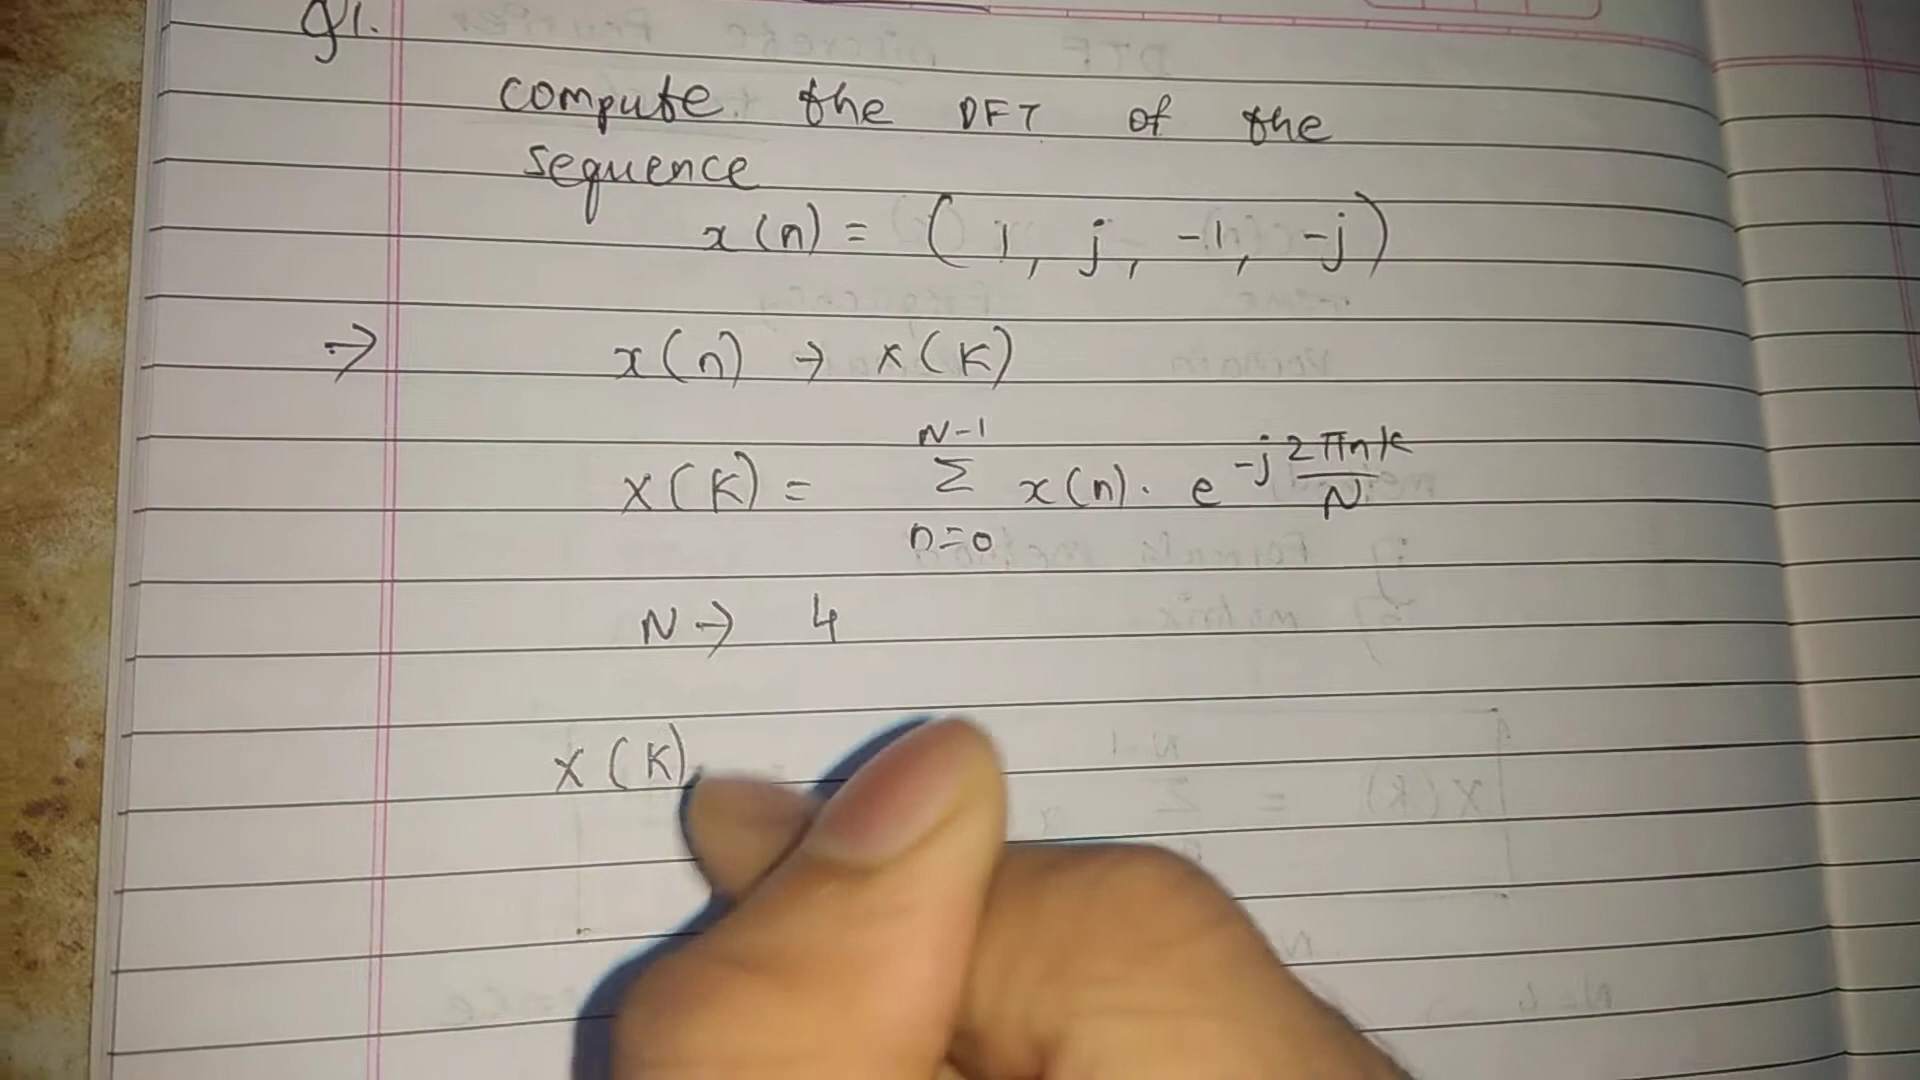 Q1.
compute the DFT of the
sequence
x(n) = (1, j, -1, -j)
→ x(n) → X(K)
X(K) = N-1 Σ n=0 x(n). e^-j 2πnk/N
N → 4
X(K)